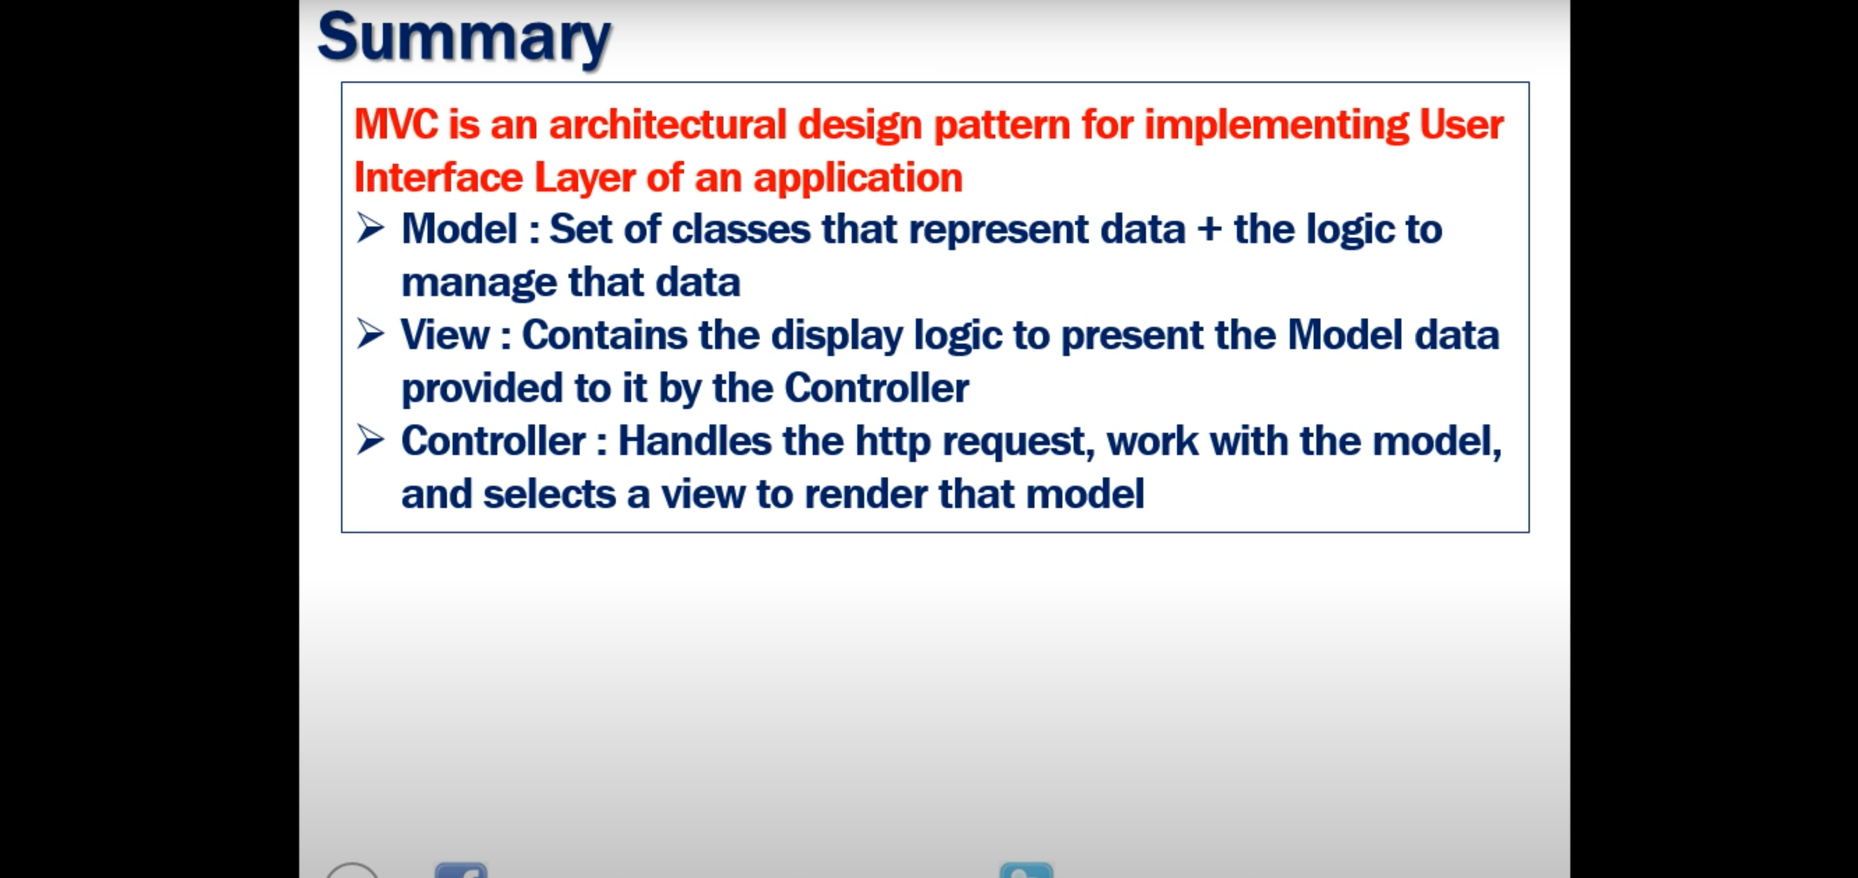 Summary
MVC is an architectural design pattern for implementing User
Interface Layer of an application
➢ Model : Set of classes that represent data + the logic to
manage that data
➢ View : Contains the display logic to present the Model data
provided to it by the Controller
➢ Controller : Handles the http request, work with the model,
and selects a view to render that model